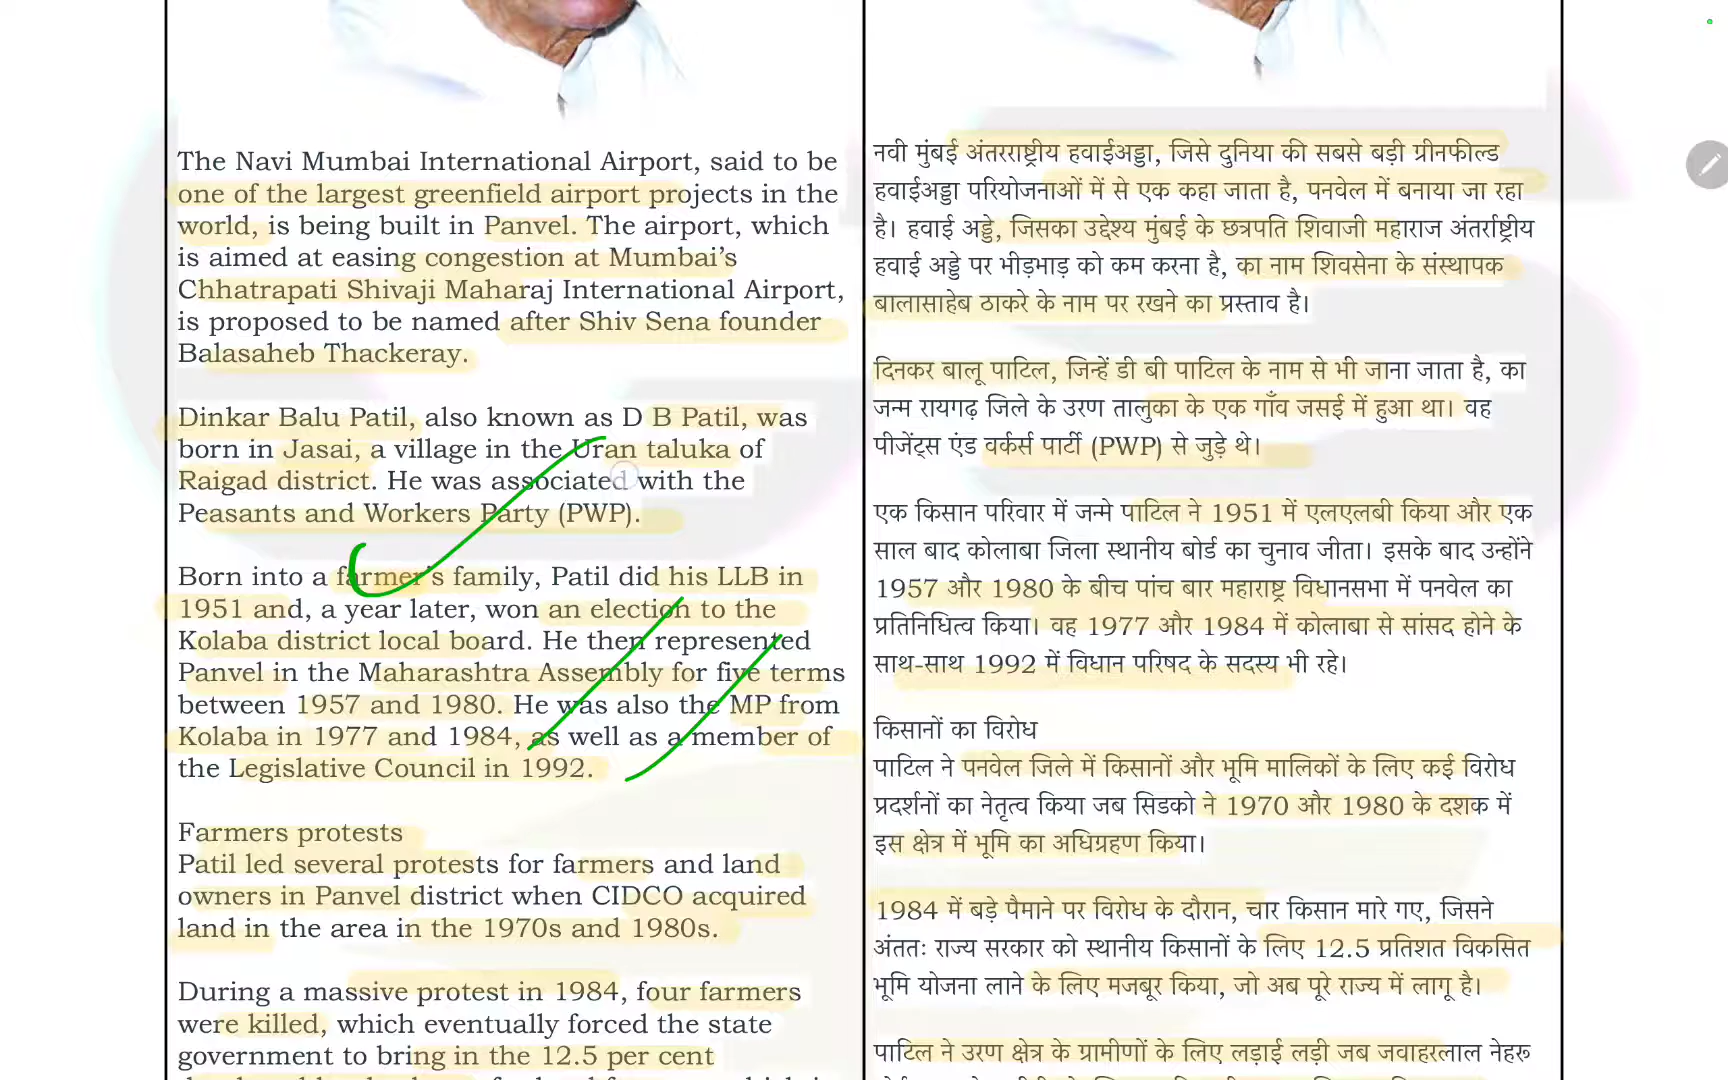 The Navi Mumbai International Airport, said to be
one of the largest greenfield airport projects in the
world, is being built in Panvel. The airport, which
is aimed at easing congestion at Mumbai’s
Chhatrapati Shivaji Maharaj International Airport,
is proposed to be named after Shiv Sena founder
Balasaheb Thackeray.
Dinkar Balu Patil, also known as D B Patil, was
born in Jasai, a village in the Uran taluka of
Raigad district. He was associated with the
Peasants and Workers Party (PWP).
Born into a farmer’s family, Patil did his LLB in
1951 and, a year later, won an election to the
Kolaba district local board. He then represented
Panvel in the Maharashtra Assembly for five terms
between 1957 and 1980. He was also the MP from
Kolaba in 1977 and 1984, as well as a member of
the Legislative Council in 1992.
Farmers protests
Patil led several protests for farmers and land
owners in Panvel district when CIDCO acquired
land in the area in the 1970s and 1980s.
During a massive protest in 1984, four farmers
were killed, which eventually forced the state
government to bring in the 12.5 per cent
नवी मुंबई अंतरराष्ट्रीय हवाईअड्डा, जिसे दुनिया की सबसे बड़ी ग्रीनफील्ड
हवाईअड्डा परियोजनाओं में से एक कहा जाता है, पनवेल में बनाया जा रहा
है। हवाई अड्डे, जिसका उद्देश्य मुंबई के छत्रपति शिवाजी महाराज अंतर्राष्ट्रीय
हवाई अड्डे पर भीड़भाड़ को कम करना है, का नाम शिवसेना के संस्थापक
बालासाहेब ठाकरे के नाम पर रखने का प्रस्ताव है।
दिनकर बालू पाटिल, जिन्हें डी बी पाटिल के नाम से भी जाना जाता है, का
जन्म रायगढ़ जिले के उरण तालुका के एक गाँव जसई में हुआ था। वह
पीजेंट्स एंड वर्कर्स पार्टी (PWP) से जुड़े थे।
एक किसान परिवार में जन्मे पाटिल ने 1951 में एलएलबी किया और एक
साल बाद कोलाबा जिला स्थानीय बोर्ड का चुनाव जीता। इसके बाद उन्होंने
1957 और 1980 के बीच पांच बार महाराष्ट्र विधानसभा में पनवेल का
प्रतिनिधित्व किया। वह 1977 और 1984 में कोलाबा से सांसद होने के
साथ-साथ 1992 में विधान परिषद के सदस्य भी रहे।
किसानों का विरोध
पाटिल ने पनवेल जिले में किसानों और भूमि मालिकों के लिए कई विरोध
प्रदर्शनों का नेतृत्व किया जब सिडको ने 1970 और 1980 के दशक में
इस क्षेत्र में भूमि का अधिग्रहण किया।
1984 में बड़े पैमाने पर विरोध के दौरान, चार किसान मारे गए, जिसने
अंततः राज्य सरकार को स्थानीय किसानों के लिए 12.5 प्रतिशत विकसित
भूमि योजना लाने के लिए मजबूर किया, जो अब पूरे राज्य में लागू है।
पाटिल ने उरण क्षेत्र के ग्रामीणों के लिए लड़ाई लड़ी जब जवाहरलाल नेहरू